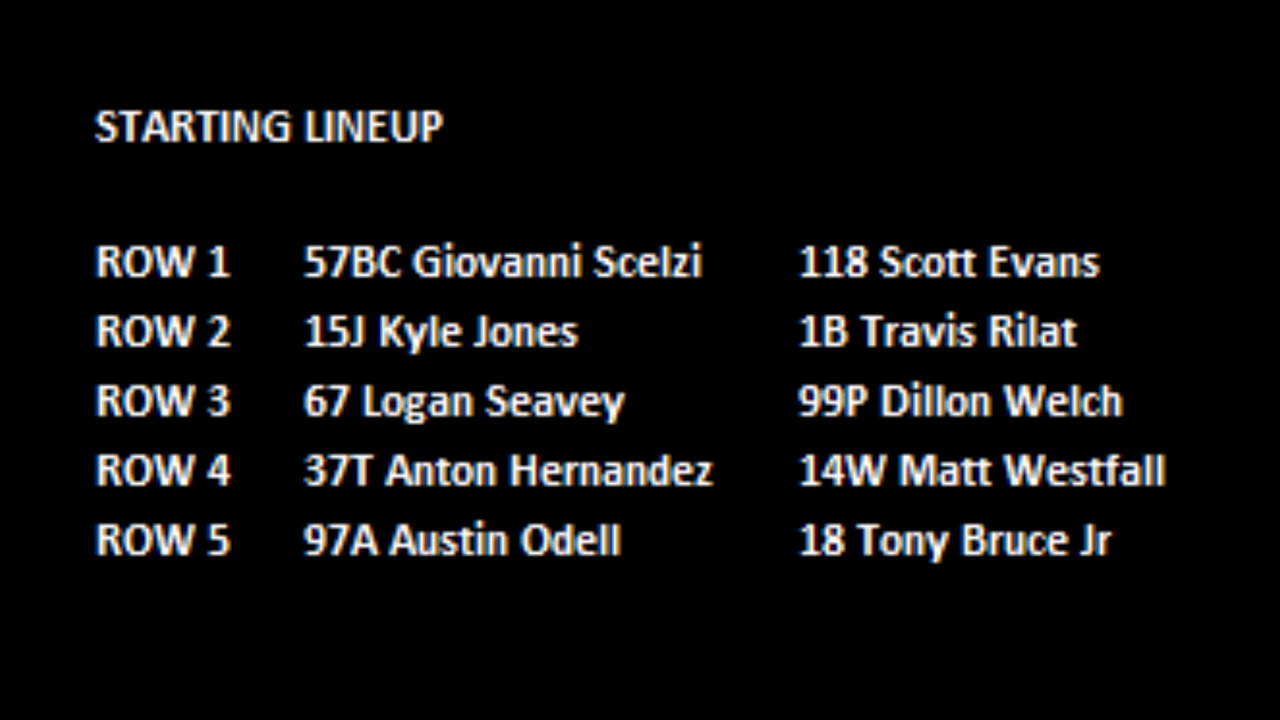 STARTING LINEUP
ROW 1 57BC Giovanni Scelzi 118 Scott Evans
ROW 2 15J Kyle Jones 1B Travis Rilat
ROW 3 67 Logan Seavey 99P Dillon Welch
ROW 4 37T Anton Hernandez 14W Matt Westfall
ROW 5 97A Austin Odell 18 Tony Bruce Jr